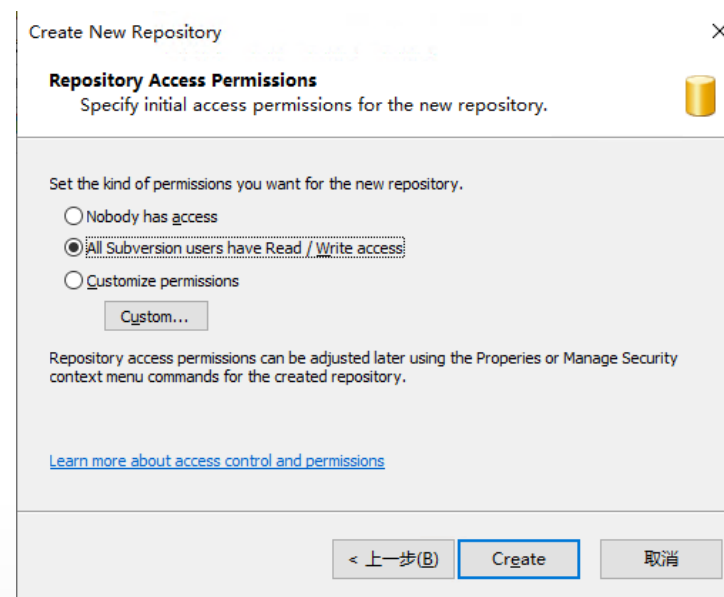 Create New Repository
Repository Access Permissions
Specify initial access permissions for the new repository.
Set the kind of permissions you want for the new repository.
Nobody has access
All Subversion users have Read / Write access
Customize permissions
Custom...
Repository access permissions can be adjusted later using the Properies or Manage Security
context menu commands for the created repository.
Learn more about access control and permissions
< 上一步(B)
Create
取消